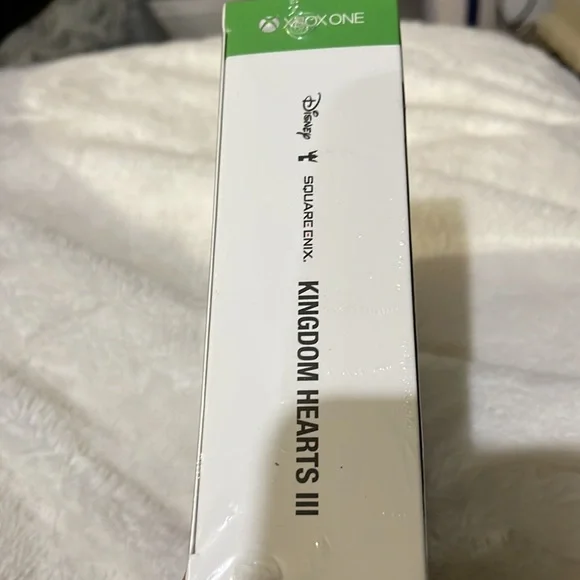 XBOX ONE
Disney
SQUARE ENIX.
KINGDOM HEARTS III